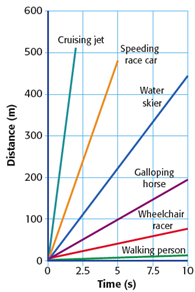 600
500
400
300
200
100
0
Distance (m)
Cruising jet
Speeding
race car
Water
skier
Galloping
horse
Wheelchair
racer
Walking person
0
2.5
5
7.5
10
Time (s)